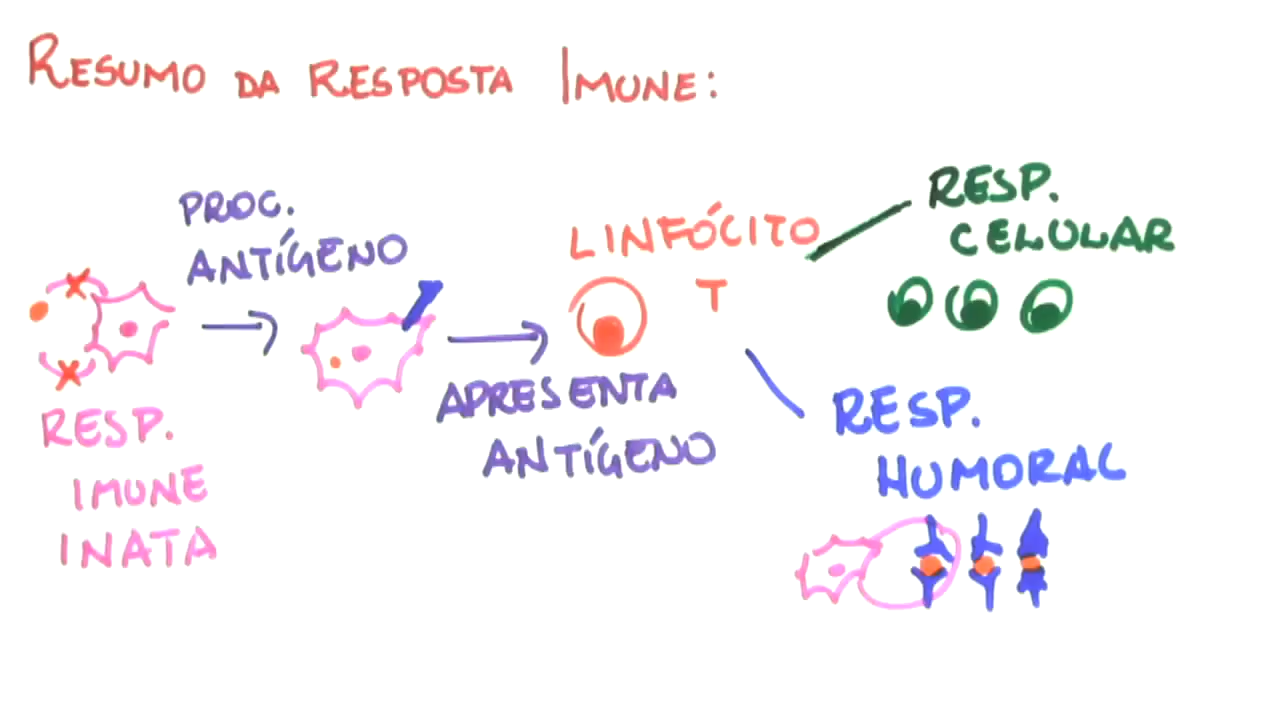 RESUMO DA RESPOSTA IMUNE:
PROC.
ANTÍGENO
RESP.
IMUNE
INATA
APRESENTA
ANTÍGENO
LINFÓCITO
T
RESP.
CELULAR
RESP.
HUMORAL